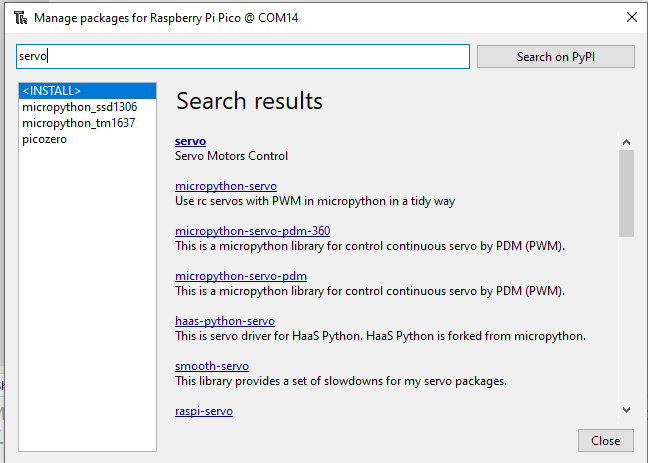 Manage packages for Raspberry Pi Pico @ COM14
servo
Search on PyPI
<INSTALL>
micropython_ssd1306
micropython_tm1637
picozero
Search results
servo
Servo Motors Control
micropython-servo
Use rc servos with PWM in micropython in a tidy way
micropython-servo-pdm-360
This is a micropython library for control continuous servo by PDM (PWM).
micropython-servo-pdm
This is a micropython library for control continuous servo by PDM (PWM).
haas-python-servo
This is servo driver for HaaS Python. HaaS Python is forked from micropython.
smooth-servo
This library provides a set of slowdowns for my servo packages.
raspi-servo
Close